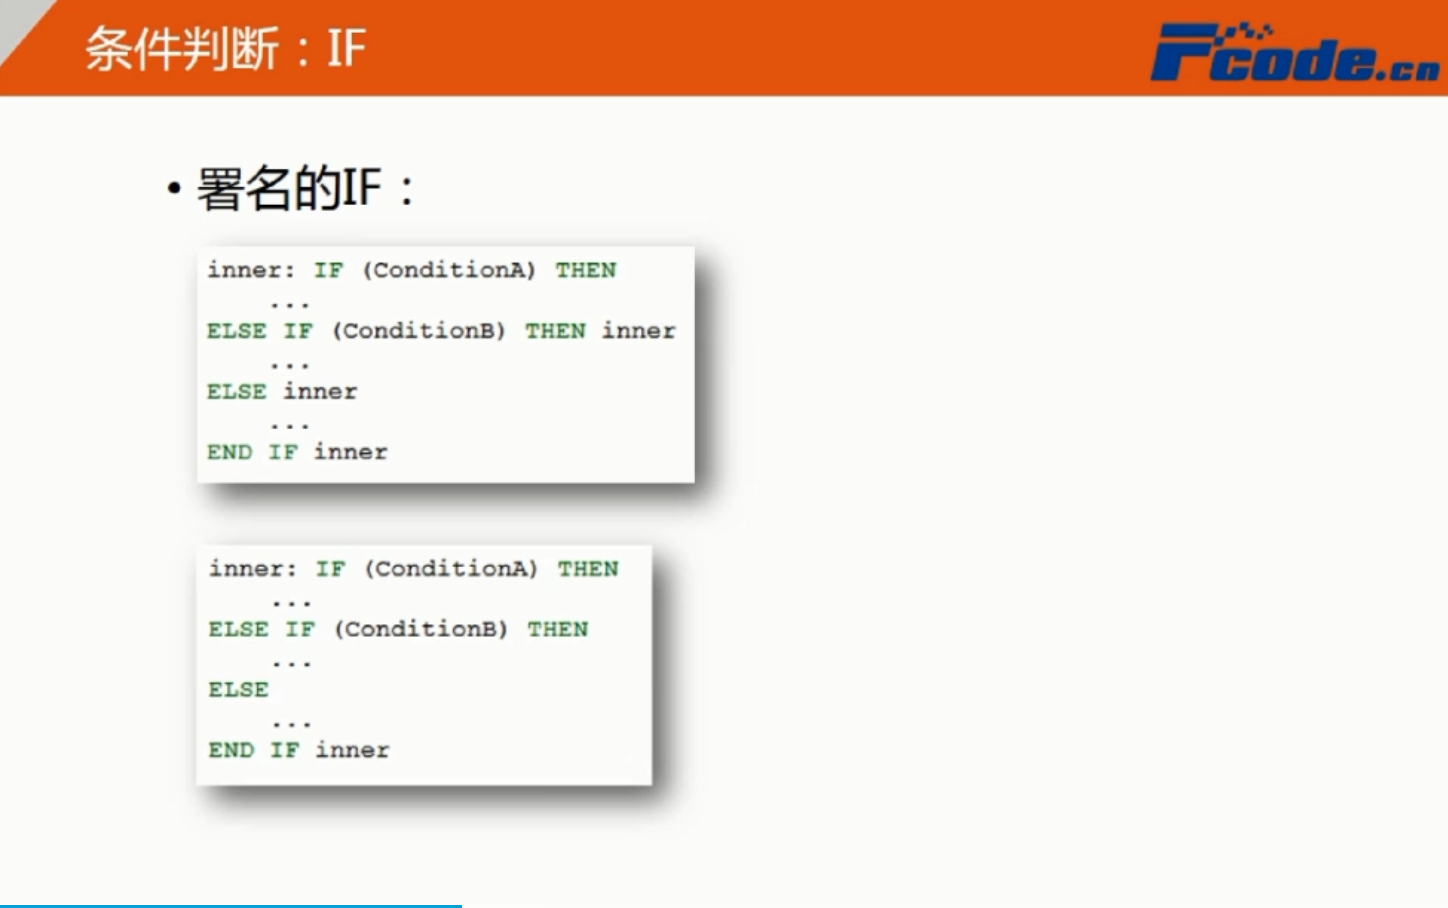 条件判断：IF
Fcode.cn
• 署名的IF：
inner: IF (ConditionA) THEN
...
ELSE IF (ConditionB) THEN inner
...
ELSE inner
...
END IF inner
inner: IF (ConditionA) THEN
...
ELSE IF (ConditionB) THEN
...
ELSE
...
END IF inner